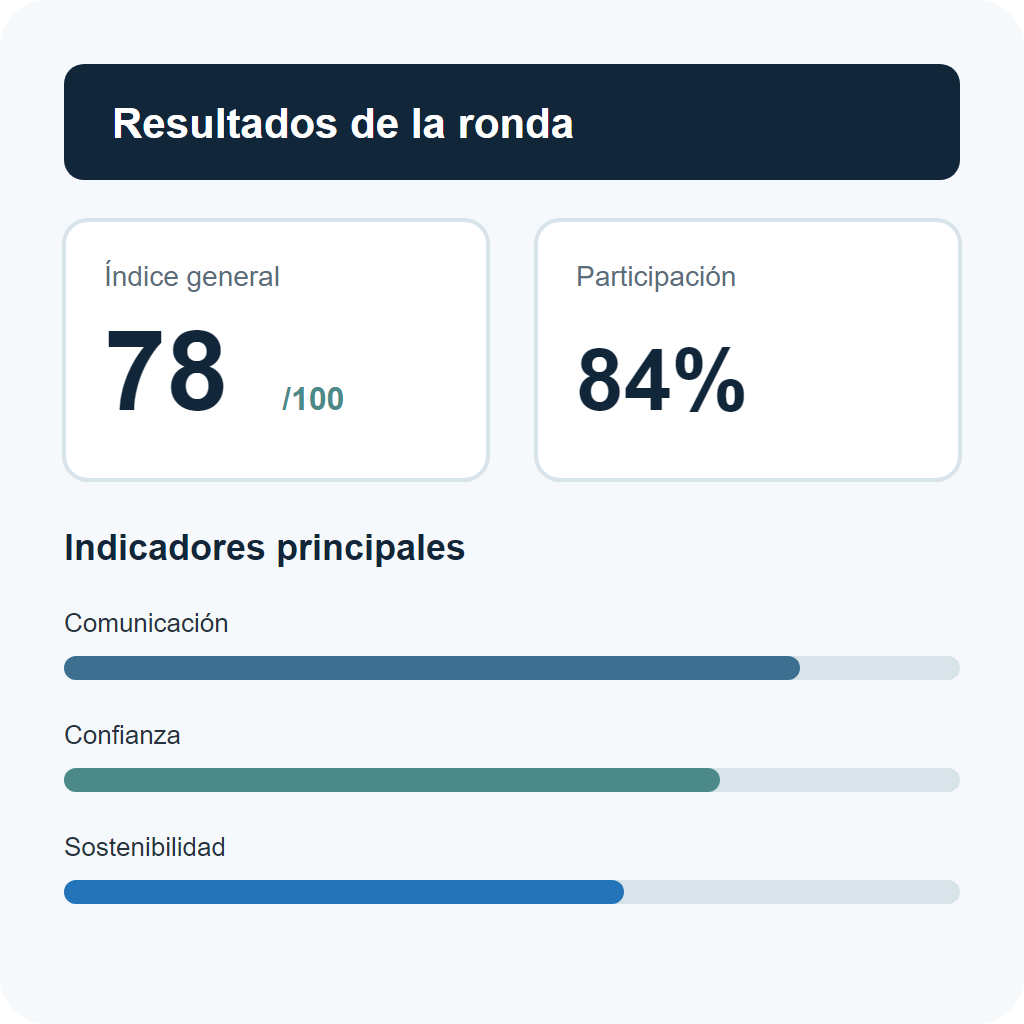 Resultados de la ronda
Índice general
78 /100
Participación
84%
Indicadores principales
Comunicación
Confianza
Sostenibilidad